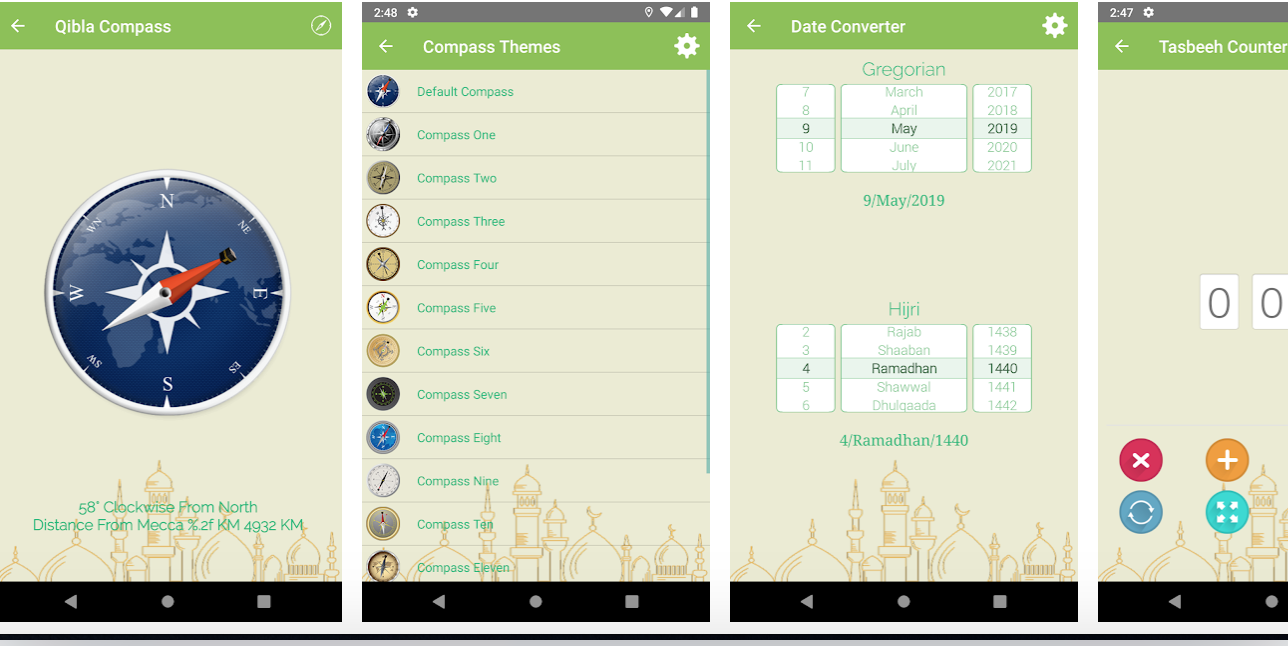 Qibla Compass
N
NE
E
ES
S
SW
W
WN
58° Clockwise From North
Distance From Mecca %.2f KM 4932 KM
2:48
Compass Themes
Default Compass
Compass One
Compass Two
Compass Three
Compass Four
Compass Five
Compass Six
Compass Seven
Compass Eight
Compass Nine
Compass Ten
Compass Eleven
Date Converter
Gregorian
7 March 2017
8 April 2018
9 May 2019
10 June 2020
11 July 2021
9/May/2019
Hijri
2 Rajab 1438
3 Shaaban 1439
4 Ramadhan 1440
5 Shawwal 1441
6 Dhulqaada 1442
4/Ramadhan/1440
2:47
Tasbeeh Counter
0 0